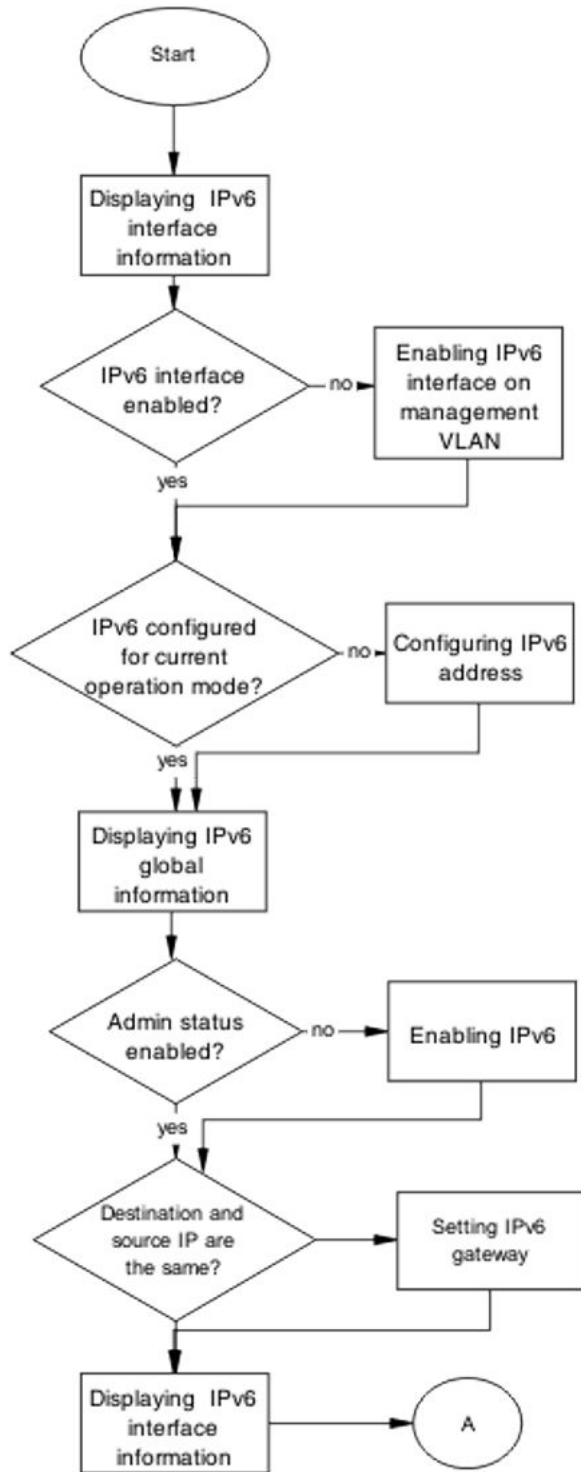 Start
Displaying IPv6
interface
information
IPv6 interface
enabled?
no
Enabling IPv6
interface on
management
VLAN
yes
IPv6 configured
for current
operation mode?
no
Configuring IPv6
address
yes
Displaying IPv6
global
information
Admin status
enabled?
no
Enabling IPv6
yes
Destination and
source IP are
the same?
Setting IPv6
gateway
Displaying IPv6
interface
information
A